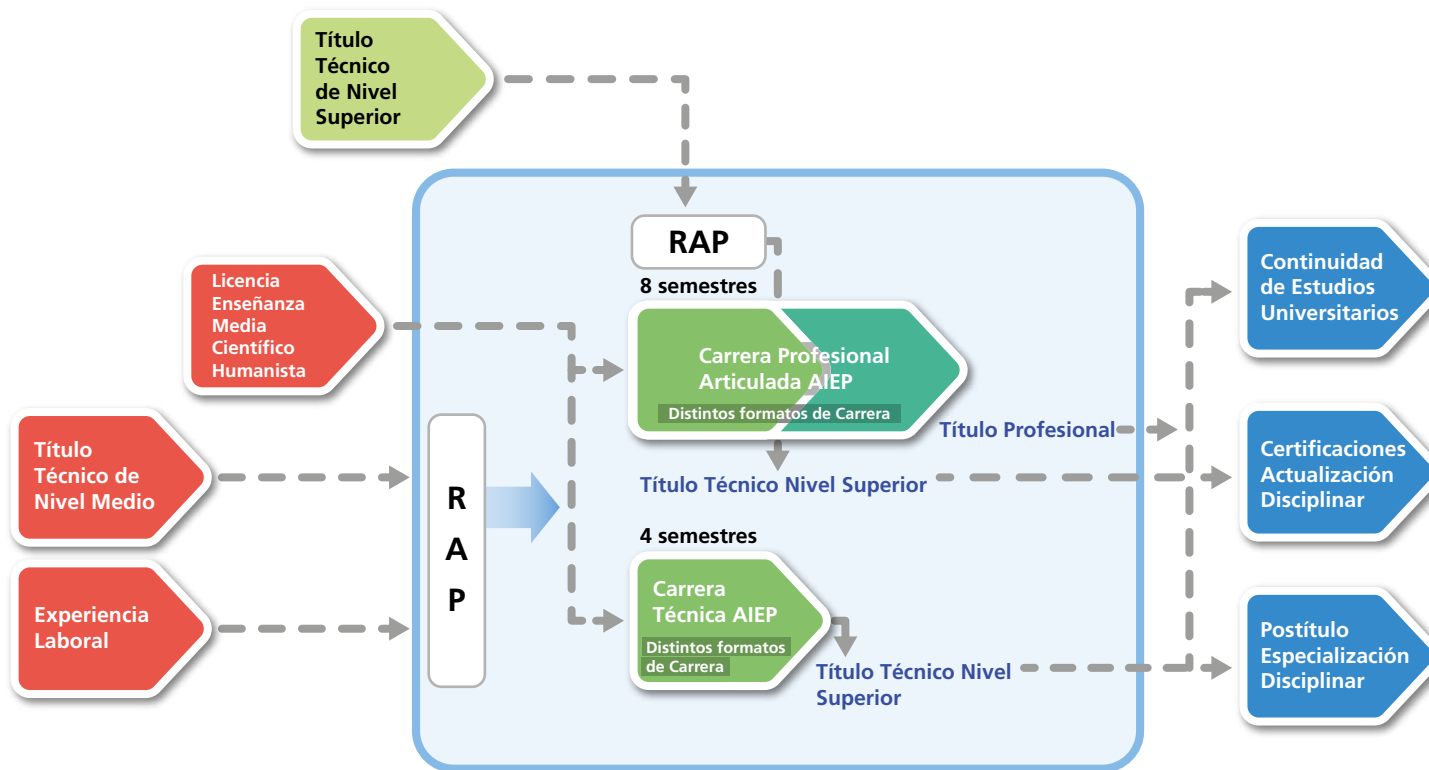 Título
Técnico
de Nivel
Superior
RAP
8 semestres
Licencia
Enseñanza
Media
Científico
Humanista
Carrera Profesional
Articulada AIEP
Distintos formatos de Carrera
Continuidad
de Estudios
Universitarios
Título
Técnico de
Nivel Medio
R
A
P
Título Profesional
Título Técnico Nivel Superior
Certificaciones
Actualización
Disciplinar
4 semestres
Experiencia
Laboral
Carrera
Técnica AIEP
Distintos formatos
de Carrera
Título Técnico Nivel
Superior
Postítulo
Especialización
Disciplinar